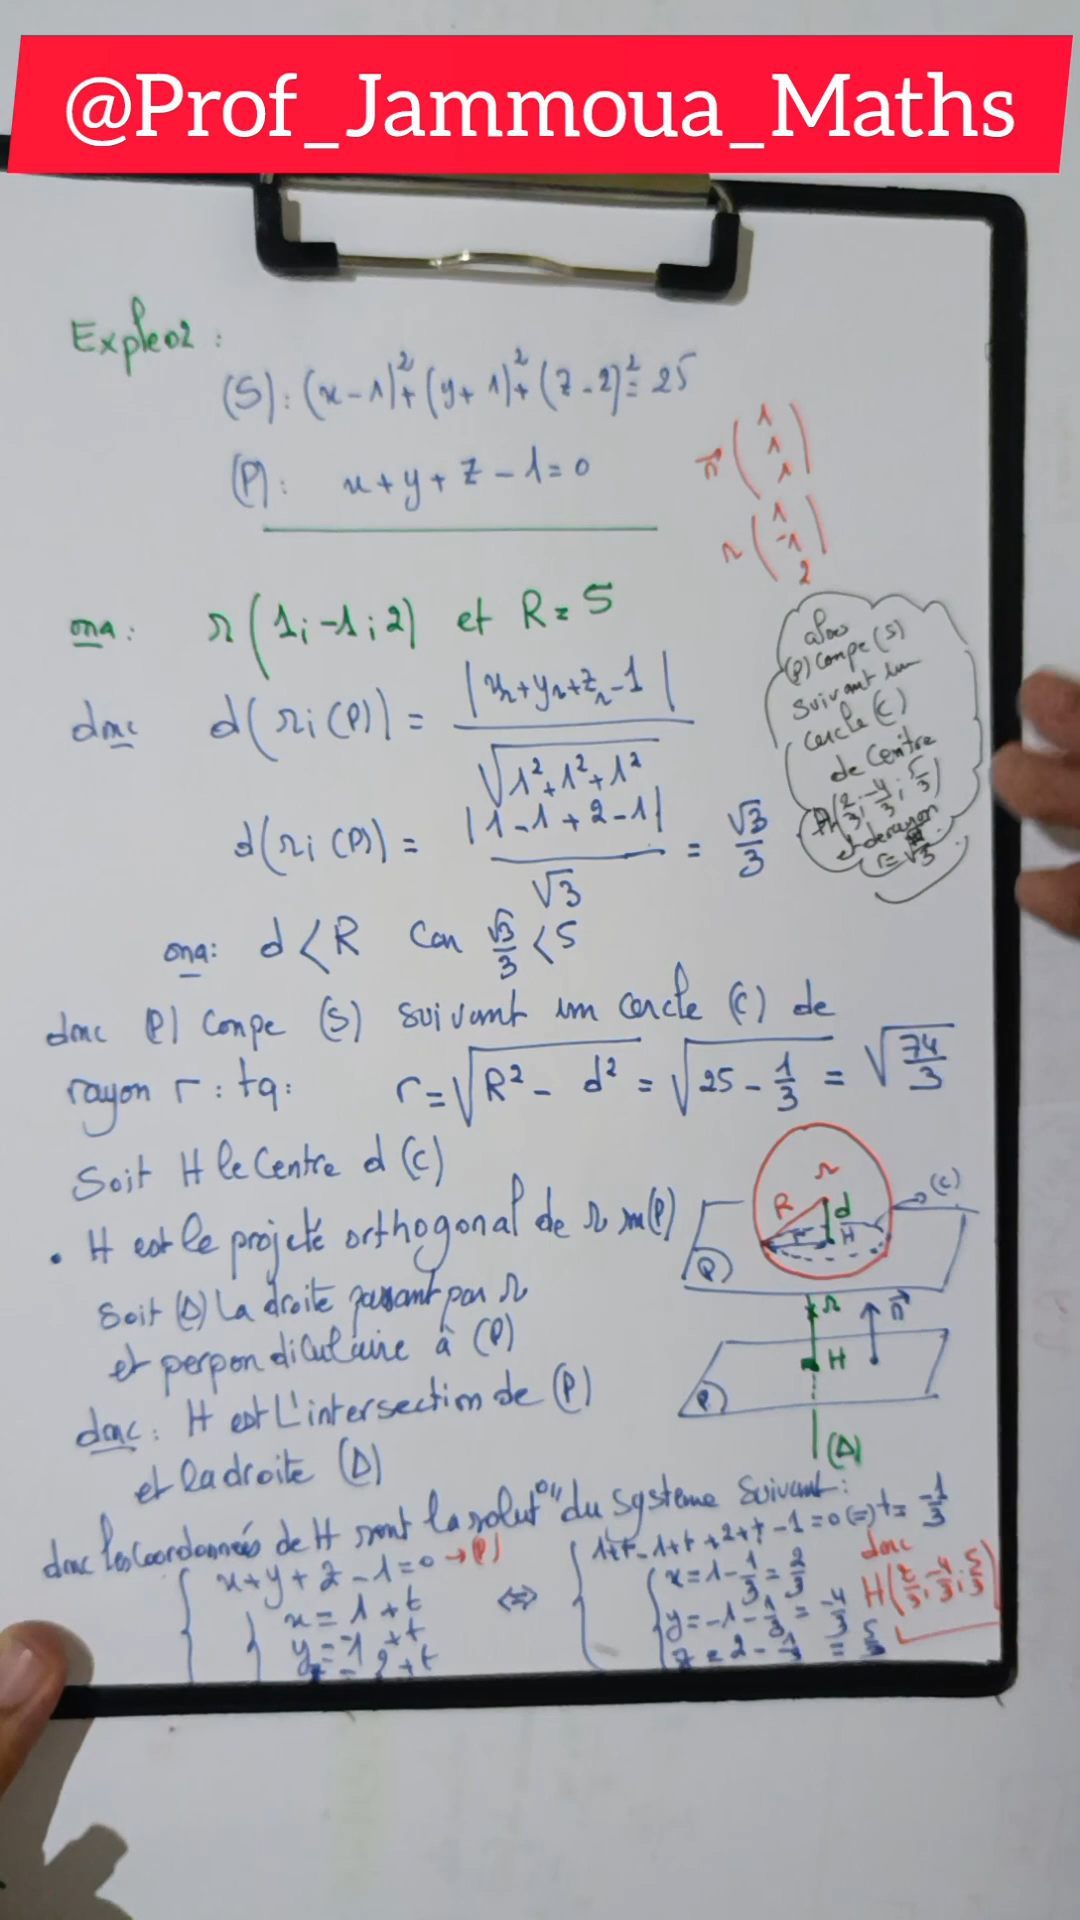 @Prof_Jammoua_Maths
Exple 02 :
(S): (x-1)²+(y+1)²+(z-2)²=25
(P): x+y+z-1=0
n⃗ (1 1 1)
Ω (1 -1 2)
ona: Ω(1;-1;2) et R=5
donc d(Ω;(P)) = |xΩ+yΩ+zΩ-1| / √(1²+1²+1²)
d(Ω;(P)) = |1-1+2-1| / √3 = √3/3
alors
(P) coupe (S)
suivant un
cercle (C)
de centre
H(2/3; -4/3; 5/3)
et de rayon
ona: d<R Car √3/3 <5
donc (P) coupe (S) suivant un cercle (C) de
rayon r : tq: r=√(R²-d²) = √(25-1/3) = √(74/3)
Soit H le Centre d (C)
• H est le projeté orthogonal de Ω sur (P)
Soit (Δ) La droite passant par Ω
et perpendiculaire à (P)
donc: H est L'intersection de (P)
et la droite (Δ)
Ω
R
d
r
H
(C)
(P)
Ω
n⃗
H
(P)
(Δ)
donc les Coordonnées de H sont la solut°ⁿ du système suivant:
x+y+z-1=0 →(P)
x=1+t
y=-1+t
z=2+t
⟺
1+t-1+t+2+t-1=0 (=) t=-1/3
x=1-1/3=2/3
y=-1-1/3=-4/3
z=2-1/3=5
donc
H(2/3; -4/3; 5/3)